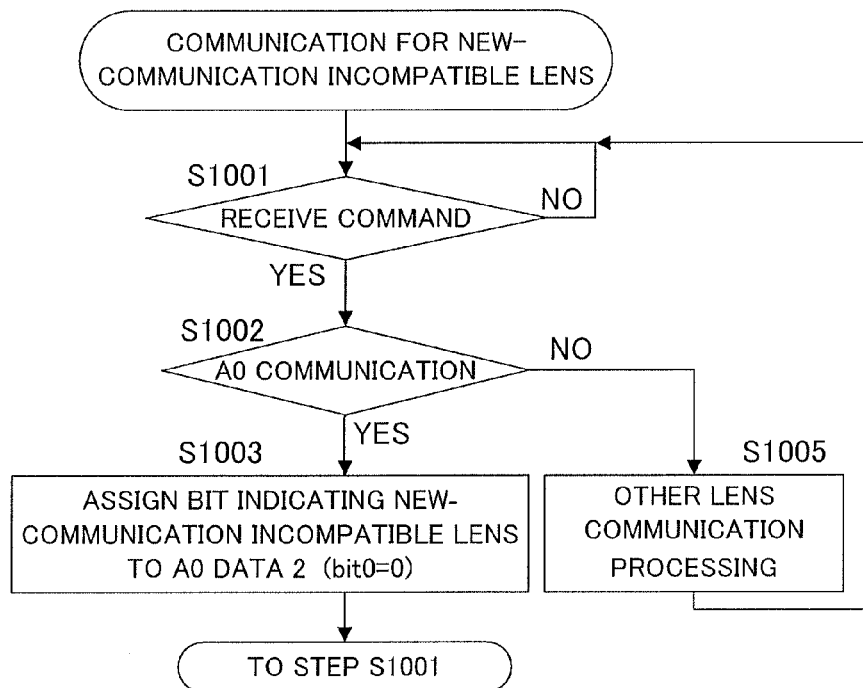 COMMUNICATION FOR NEW-
COMMUNICATION INCOMPATIBLE LENS
S1001
RECEIVE COMMAND
NO
YES
S1002
A0 COMMUNICATION
NO
YES
S1003
ASSIGN BIT INDICATING NEW-
COMMUNICATION INCOMPATIBLE LENS
TO A0 DATA 2 (bit0=0)
S1005
OTHER LENS
COMMUNICATION
PROCESSING
TO STEP S1001